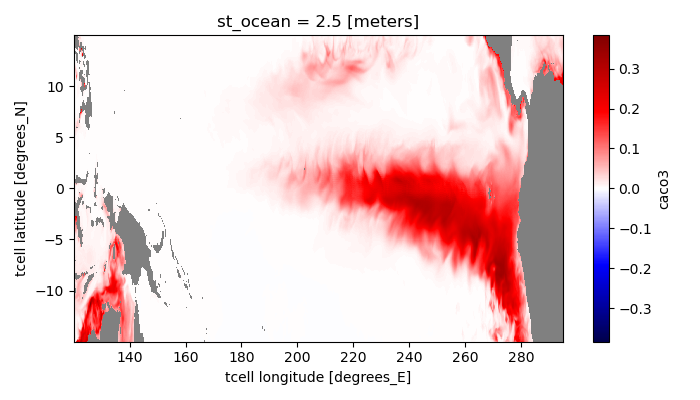 st_ocean = 2.5 [meters]
10
5
0
−5
−10
tcell latitude [degrees_N]
140 160 180 200 220 240 260 280
tcell longitude [degrees_E]
0.3
0.2
0.1
0.0
−0.1
−0.2
−0.3
caco3